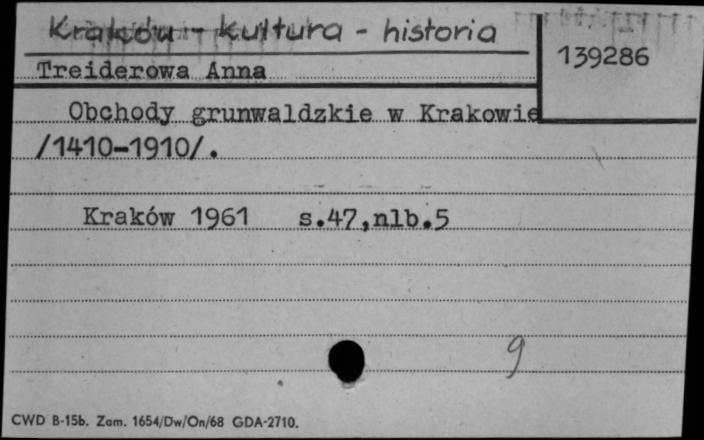 Kraków - kultura - historia
139286
Treiderowa Anna
Obchody grunwaldzkie w Krakowie
/1410-1910/.
Kraków 1961 s.47,nlb.5
9
CWD B-15b. Zam. 1654/Dw/On/68 GDA-2710.